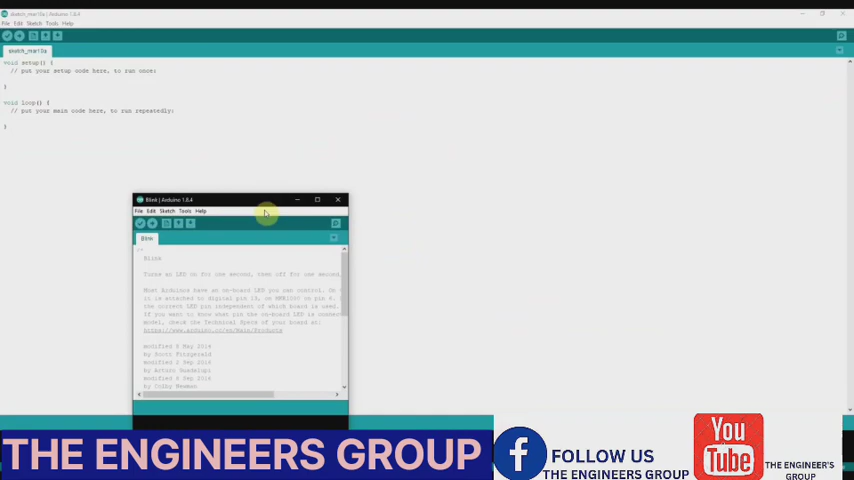 sketch_mar10a | Arduino 1.8.4
File Edit Sketch Tools Help
sketch_mar10a
void setup() {
// put your setup code here, to run once:
}
void loop() {
// put your main code here, to run repeatedly:
}
Blink | Arduino 1.8.4
File Edit Sketch Tools Help
Blink
Blink
Turns an LED on for one second, then off for one second,
Most Arduinos have an on-board LED you can control. On
it is attached to digital pin 13, on MKR1000 on pin 6.
the correct LED pin independent of which board is used.
If you want to know what pin the on-board LED is connec
model, check the Technical Specs of your board at:
https://www.arduino.cc/en/Main/Products
modified 8 May 2014
by Scott Fitzgerald
modified 2 Sep 2016
by Arturo Guadalupi
modified 8 Sep 2016
by Colby Newman
THE ENGINEERS GROUP
f
FOLLOW US
THE ENGINEERS GROUP
You
Tube
THE ENGINEER'S
GROUP